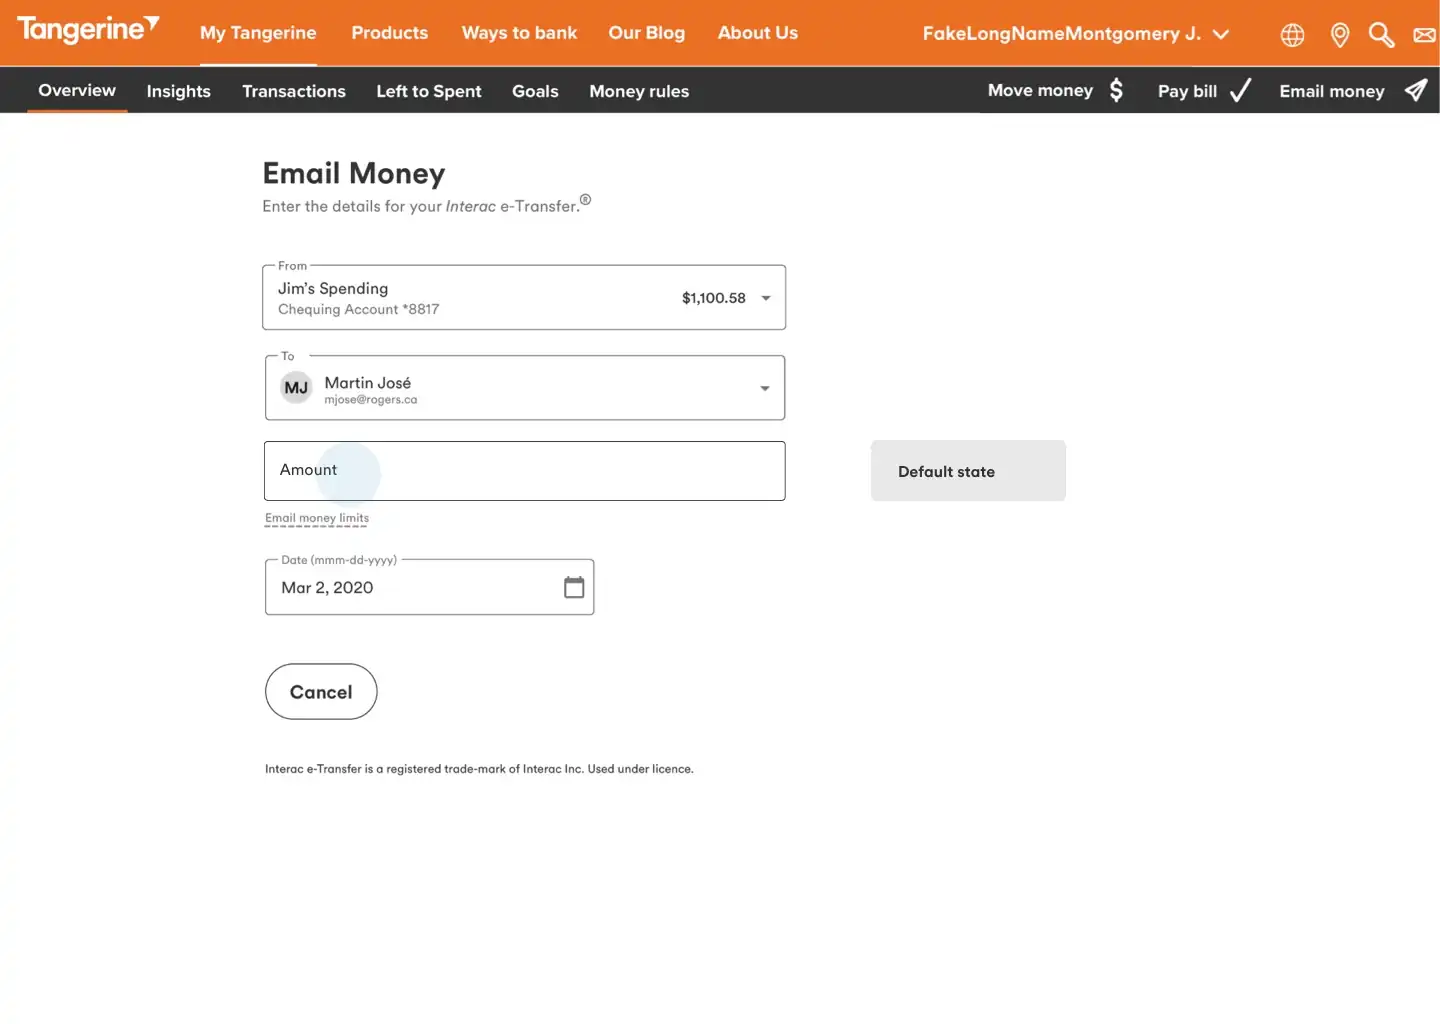 Tangerine
My Tangerine Products Ways to bank Our Blog About Us FakeLongNameMontgomery J.
Overview Insights Transactions Left to Spent Goals Money rules Move money $ Pay bill Email money
Email Money
Enter the details for your Interac e-Transfer.®
From
Jim’s Spending
$1,100.58
Chequing Account *8817
To
MJ
Martin José
mjose@rogers.ca
Amount
Default state
Email money limits
Date (mmm-dd-yyyy)
Mar 2, 2020
Cancel
Interac e-Transfer is a registered trade-mark of Interac Inc. Used under licence.